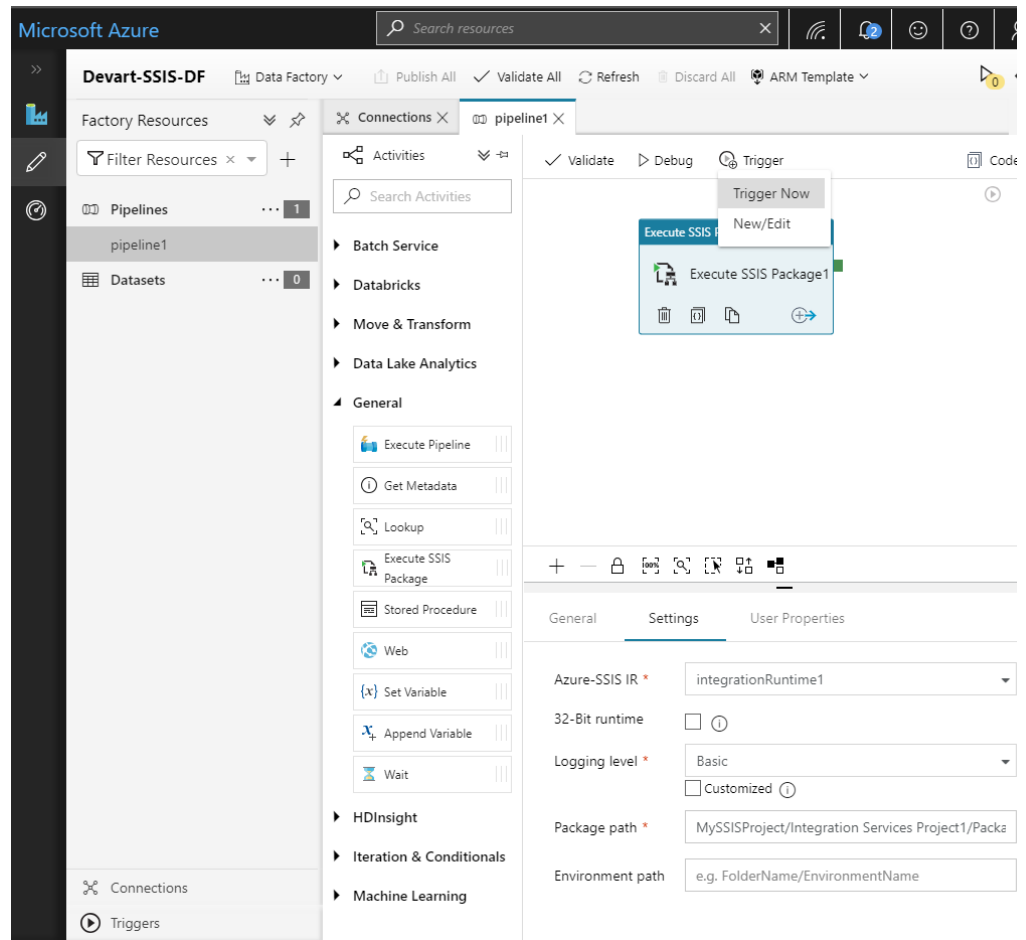 Microsoft Azure
Search resources
2
Devart-SSIS-DF
Data Factory
Publish All
Validate All
Refresh
Discard All
ARM Template
0
Factory Resources
Filter Resources
Pipelines
1
pipeline1
Datasets
0
Connections
Triggers
Connections
pipeline1
Activities
Search Activities
Batch Service
Databricks
Move & Transform
Data Lake Analytics
General
Execute Pipeline
Get Metadata
Lookup
Execute SSIS
Package
Stored Procedure
Web
{x} Set Variable
Append Variable
Wait
HDInsight
Iteration & Conditionals
Machine Learning
Validate
Debug
Trigger
Code
Trigger Now
New/Edit
Execute SSIS P
Execute SSIS Package1
100%
General
Settings
User Properties
Azure-SSIS IR *
integrationRuntime1
32-Bit runtime
Logging level *
Basic
Customized
Package path *
MySSISProject/Integration Services Project1/Packa
Environment path
e.g. FolderName/EnvironmentName